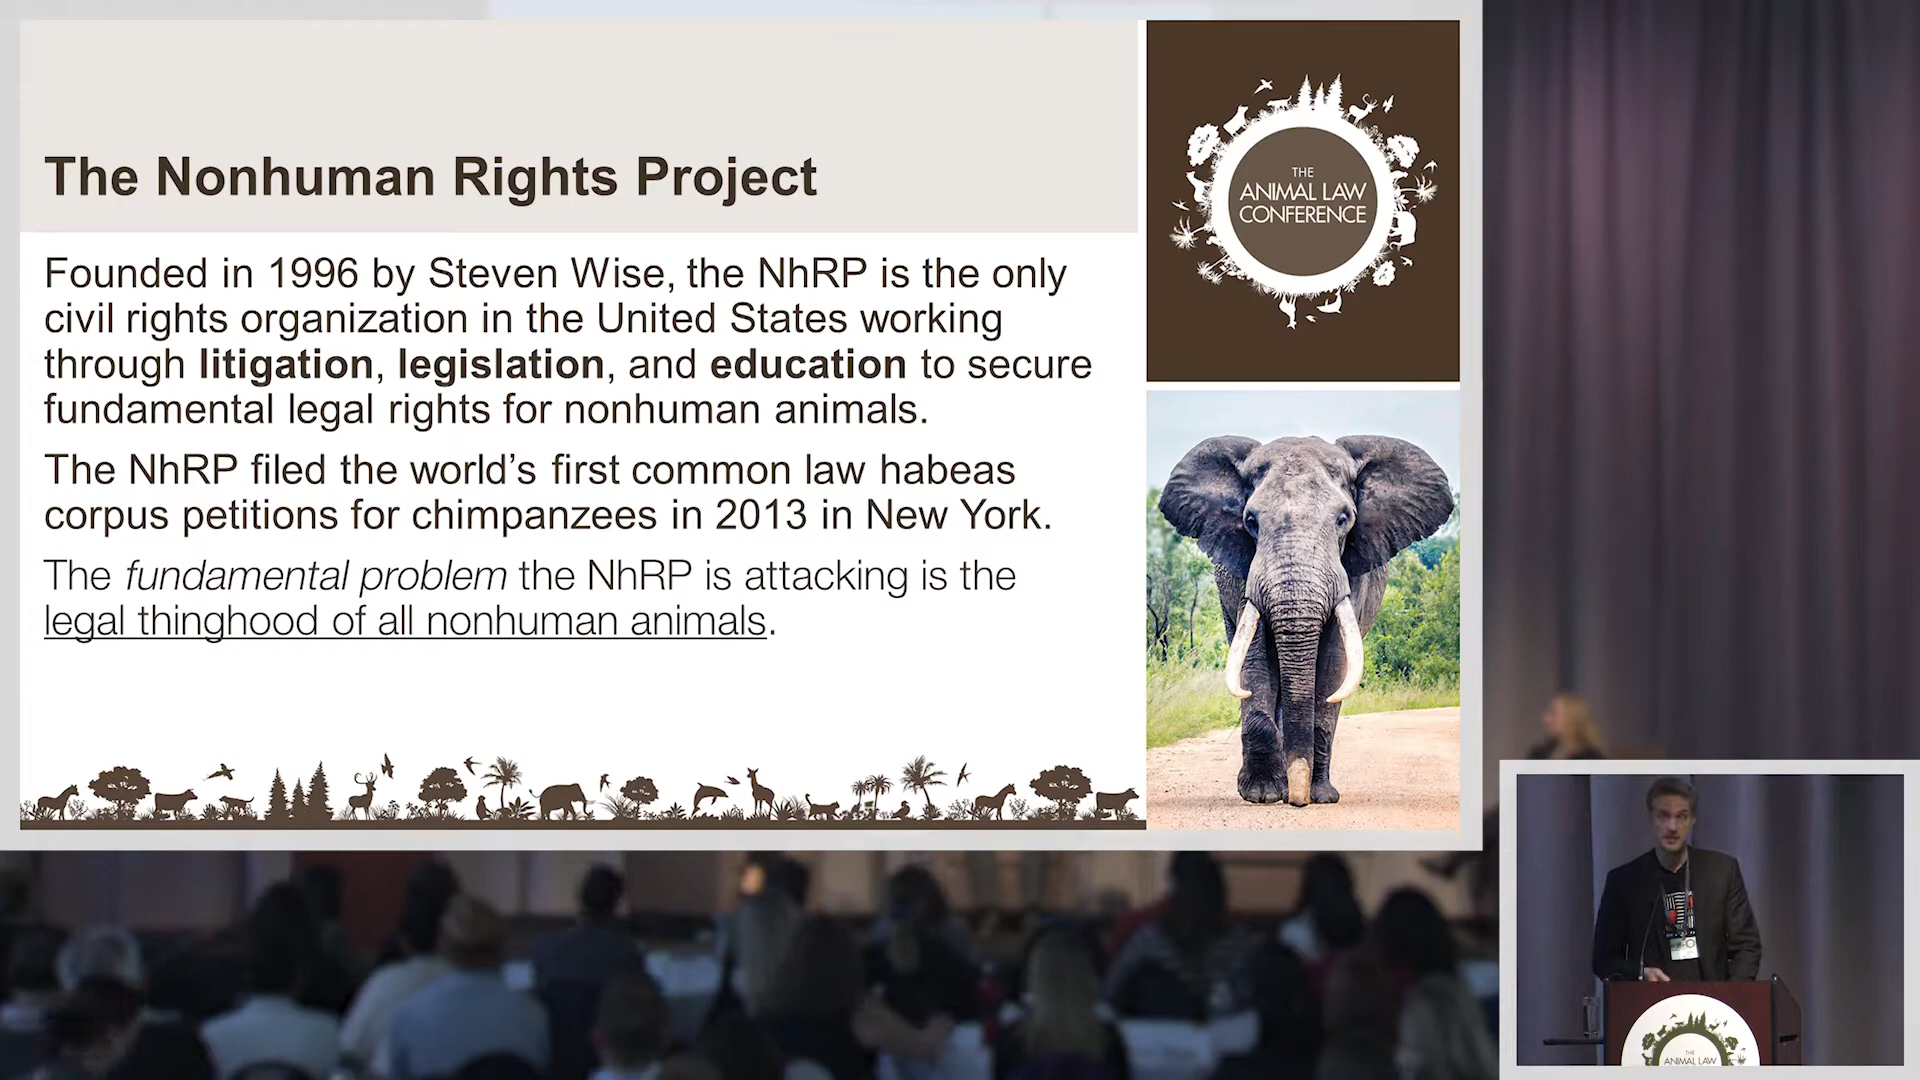 The Nonhuman Rights Project
Founded in 1996 by Steven Wise, the NhRP is the only
civil rights organization in the United States working
through litigation, legislation, and education to secure
fundamental legal rights for nonhuman animals.
The NhRP filed the world’s first common law habeas
corpus petitions for chimpanzees in 2013 in New York.
The fundamental problem the NhRP is attacking is the
legal thinghood of all nonhuman animals.
THE
ANIMAL LAW
CONFERENCE
THE
ANIMAL LAW